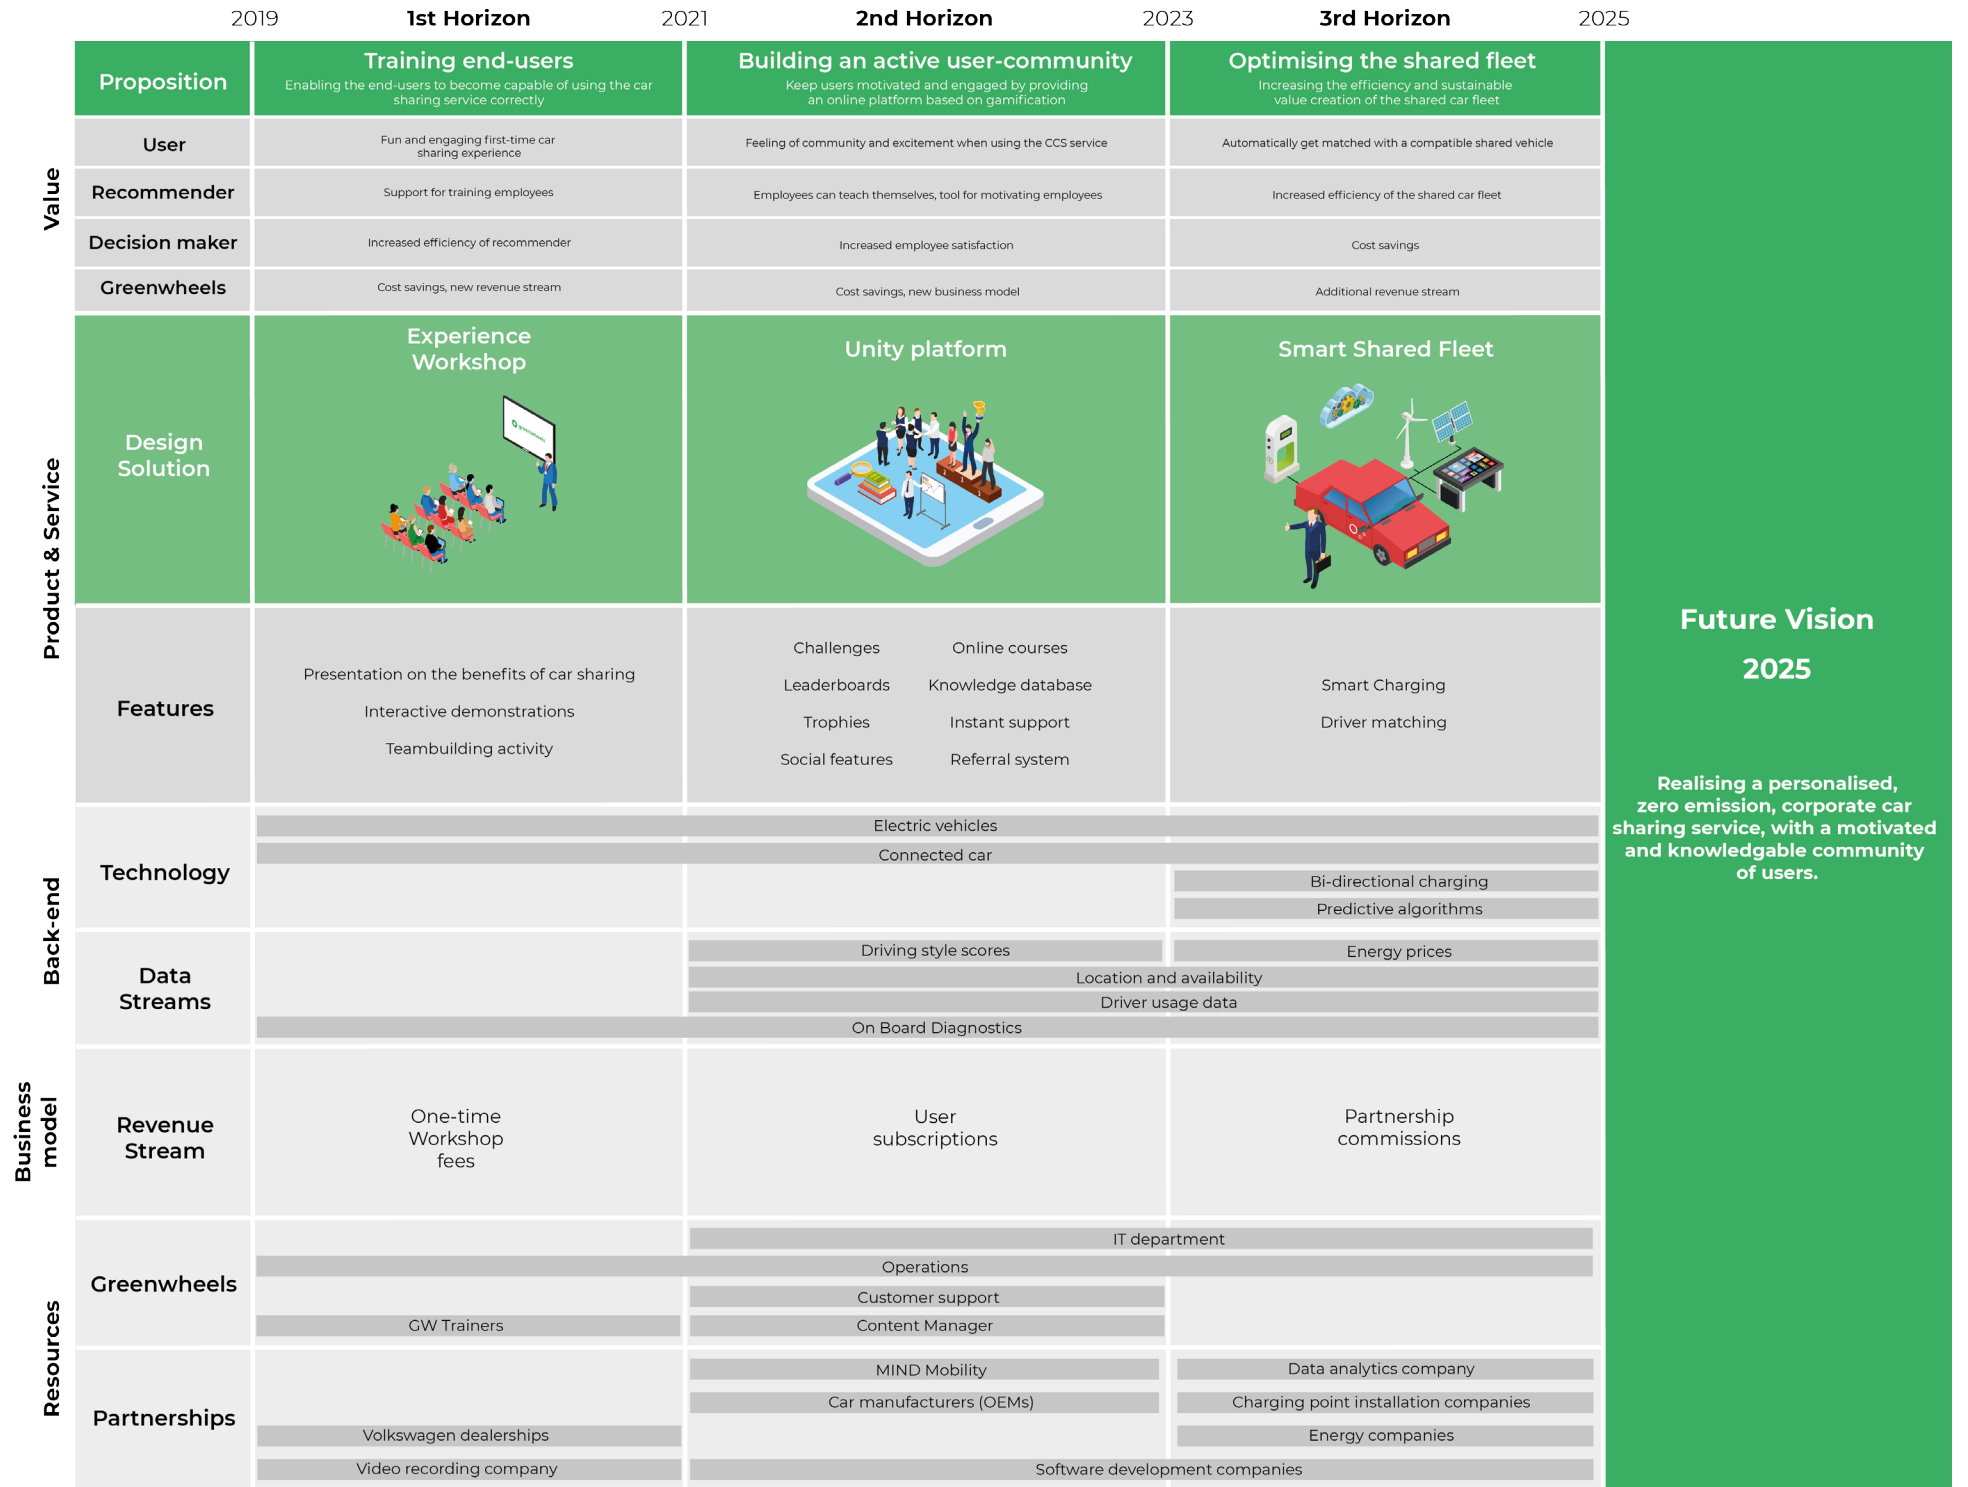 2019
1st Horizon
2021
2nd Horizon
2023
3rd Horizon
2025
Proposition
Training end-users
Enabling the end-users to become capable of using the car
sharing service correctly
Building an active user-community
Keep users motivated and engaged by providing
an online platform based on gamification
Optimising the shared fleet
Increasing the efficiency and sustainable
value creation of the shared car fleet
Value
User
Fun and engaging first-time car
sharing experience
Feeling of community and excitement when using the CCS service
Automatically get matched with a compatible shared vehicle
Recommender
Support for training employees
Employees can teach themselves, tool for motivating employees
Increased efficiency of the shared car fleet
Decision maker
Increased efficiency of recommender
Increased employee satisfaction
Cost savings
Greenwheels
Cost savings, new revenue stream
Cost savings, new business model
Additional revenue stream
Product & Service
Design
Solution
Experience
Workshop
greenwheels
Unity platform
Smart Shared Fleet
Features
Presentation on the benefits of car sharing
Interactive demonstrations
Teambuilding activity
Challenges
Leaderboards
Trophies
Social features
Online courses
Knowledge database
Instant support
Referral system
Smart Charging
Driver matching
Back-end
Technology
Electric vehicles
Connected car
Bi-directional charging
Predictive algorithms
Data
Streams
Driving style scores
Energy prices
Location and availability
Driver usage data
On Board Diagnostics
Business
model
Revenue
Stream
One-time
Workshop
fees
User
subscriptions
Partnership
commissions
Resources
Greenwheels
IT department
Operations
Customer support
GW Trainers
Content Manager
Partnerships
MIND Mobility
Data analytics company
Car manufacturers (OEMs)
Charging point installation companies
Volkswagen dealerships
Energy companies
Video recording company
Software development companies
Future Vision
2025
Realising a personalised,
zero emission, corporate car
sharing service, with a motivated
and knowledgable community
of users.